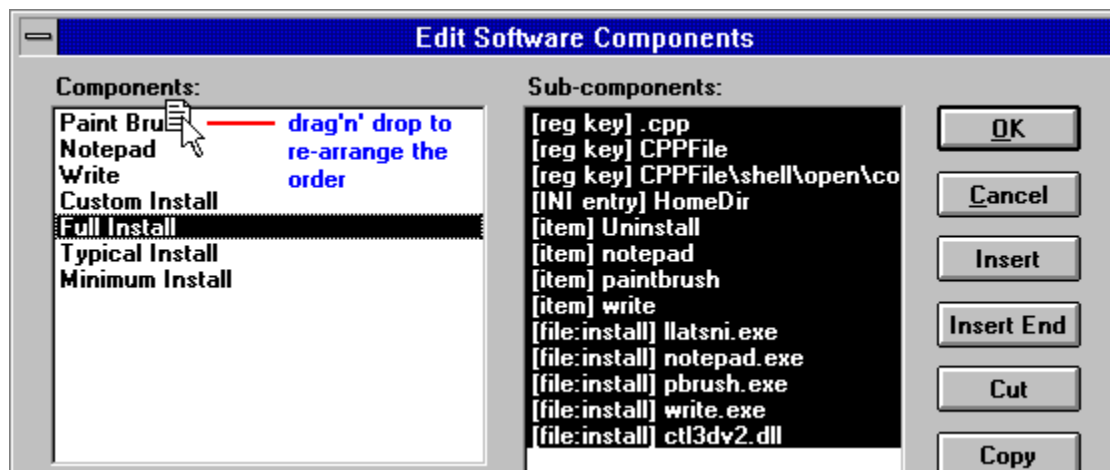 Edit Software Components
Components:
Paint Bru
drag'n' drop to
Notepad
re-arrange the
Write
order
Custom Install
Full Install
Typical Install
Minimum Install
Sub-components:
[reg key] .cpp
[reg key] CPPFile
[reg key] CPPFile\shell\open\co
[INI entry] HomeDir
[item] Uninstall
[item] notepad
[item] paintbrush
[item] write
[file:install] llatsni.exe
[file:install] notepad.exe
[file:install] pbrush.exe
[file:install] write.exe
[file:install] ctl3dv2.dll
OK
Cancel
Insert
Insert End
Cut
Copy